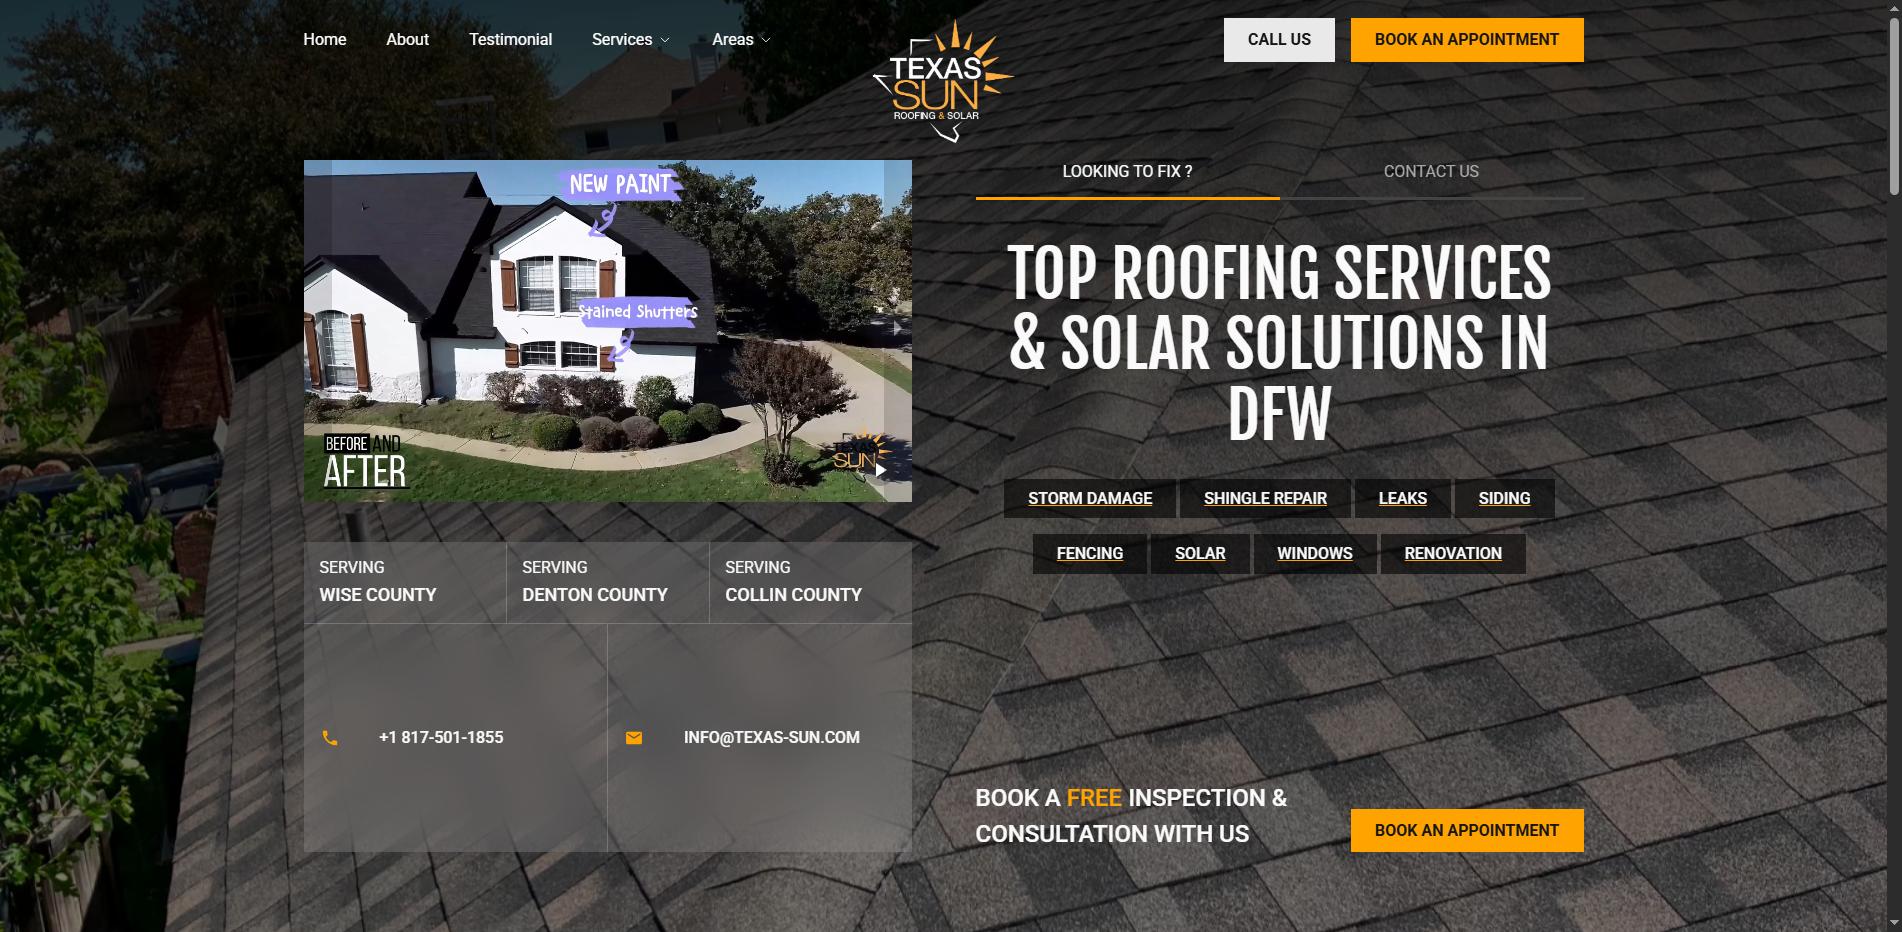 Home
About
Testimonial
Services
Areas
TEXAS
SUN
ROOFING & SOLAR
CALL US
BOOK AN APPOINTMENT
NEW PAINT
Stained Shutters
BEFORE AND
AFTER
TEXAS
SUN
SERVING
WISE COUNTY
SERVING
DENTON COUNTY
SERVING
COLLIN COUNTY
+1 817-501-1855
INFO@TEXAS-SUN.COM
LOOKING TO FIX ?
CONTACT US
TOP ROOFING SERVICES
& SOLAR SOLUTIONS IN
DFW
STORM DAMAGE
SHINGLE REPAIR
LEAKS
SIDING
FENCING
SOLAR
WINDOWS
RENOVATION
BOOK A FREE INSPECTION &
CONSULTATION WITH US
BOOK AN APPOINTMENT